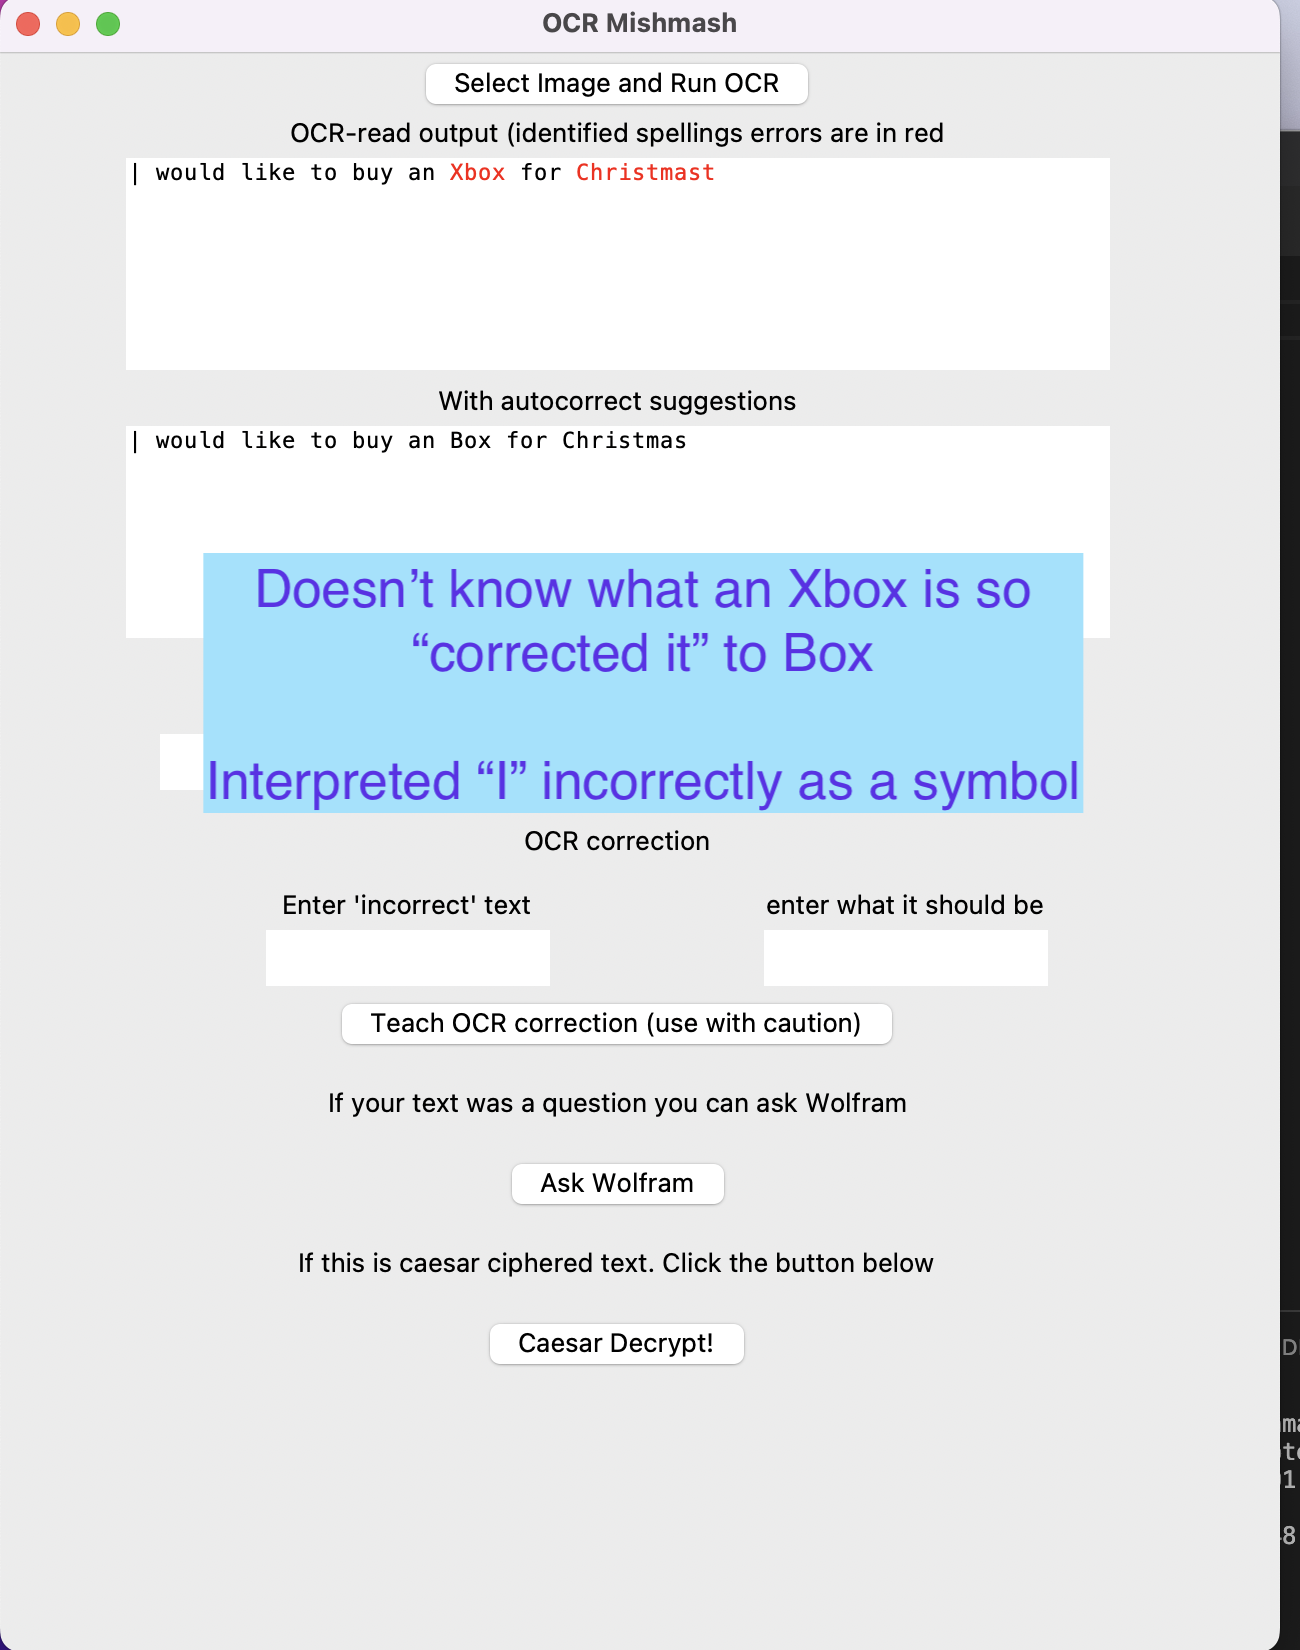 OCR Mishmash
Select Image and Run OCR
OCR-read output (identified spellings errors are in red
| would like to buy an Xbox for Christmast
With autocorrect suggestions
| would like to buy an Box for Christmas
Doesn’t know what an Xbox is so
“corrected it” to Box
Interpreted “I” incorrectly as a symbol
OCR correction
Enter 'incorrect' text
enter what it should be
Teach OCR correction (use with caution)
If your text was a question you can ask Wolfram
Ask Wolfram
If this is caesar ciphered text. Click the button below
Caesar Decrypt!